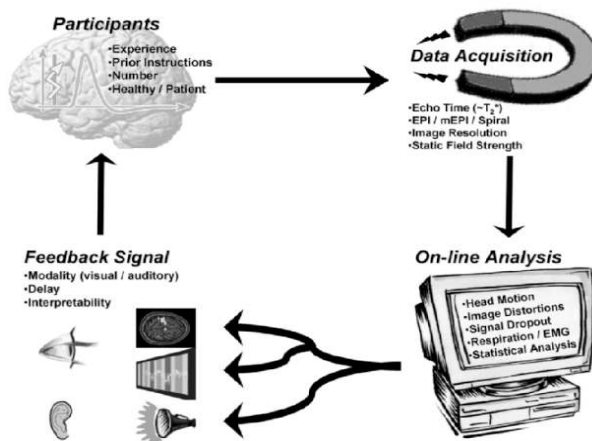 Participants
•Experience
•Prior Instructions
•Number
•Healthy / Patient
Data Acquisition
•Echo Time (~T₂*)
•EPI / mEPI / Spiral
•Image Resolution
•Static Field Strength
Feedback Signal
•Modality (visual / auditory)
•Delay
•Interpretability
On-line Analysis
•Head Motion
•Image Distortions
•Signal Dropout
•Respiration / EMG
•Statistical Analysis